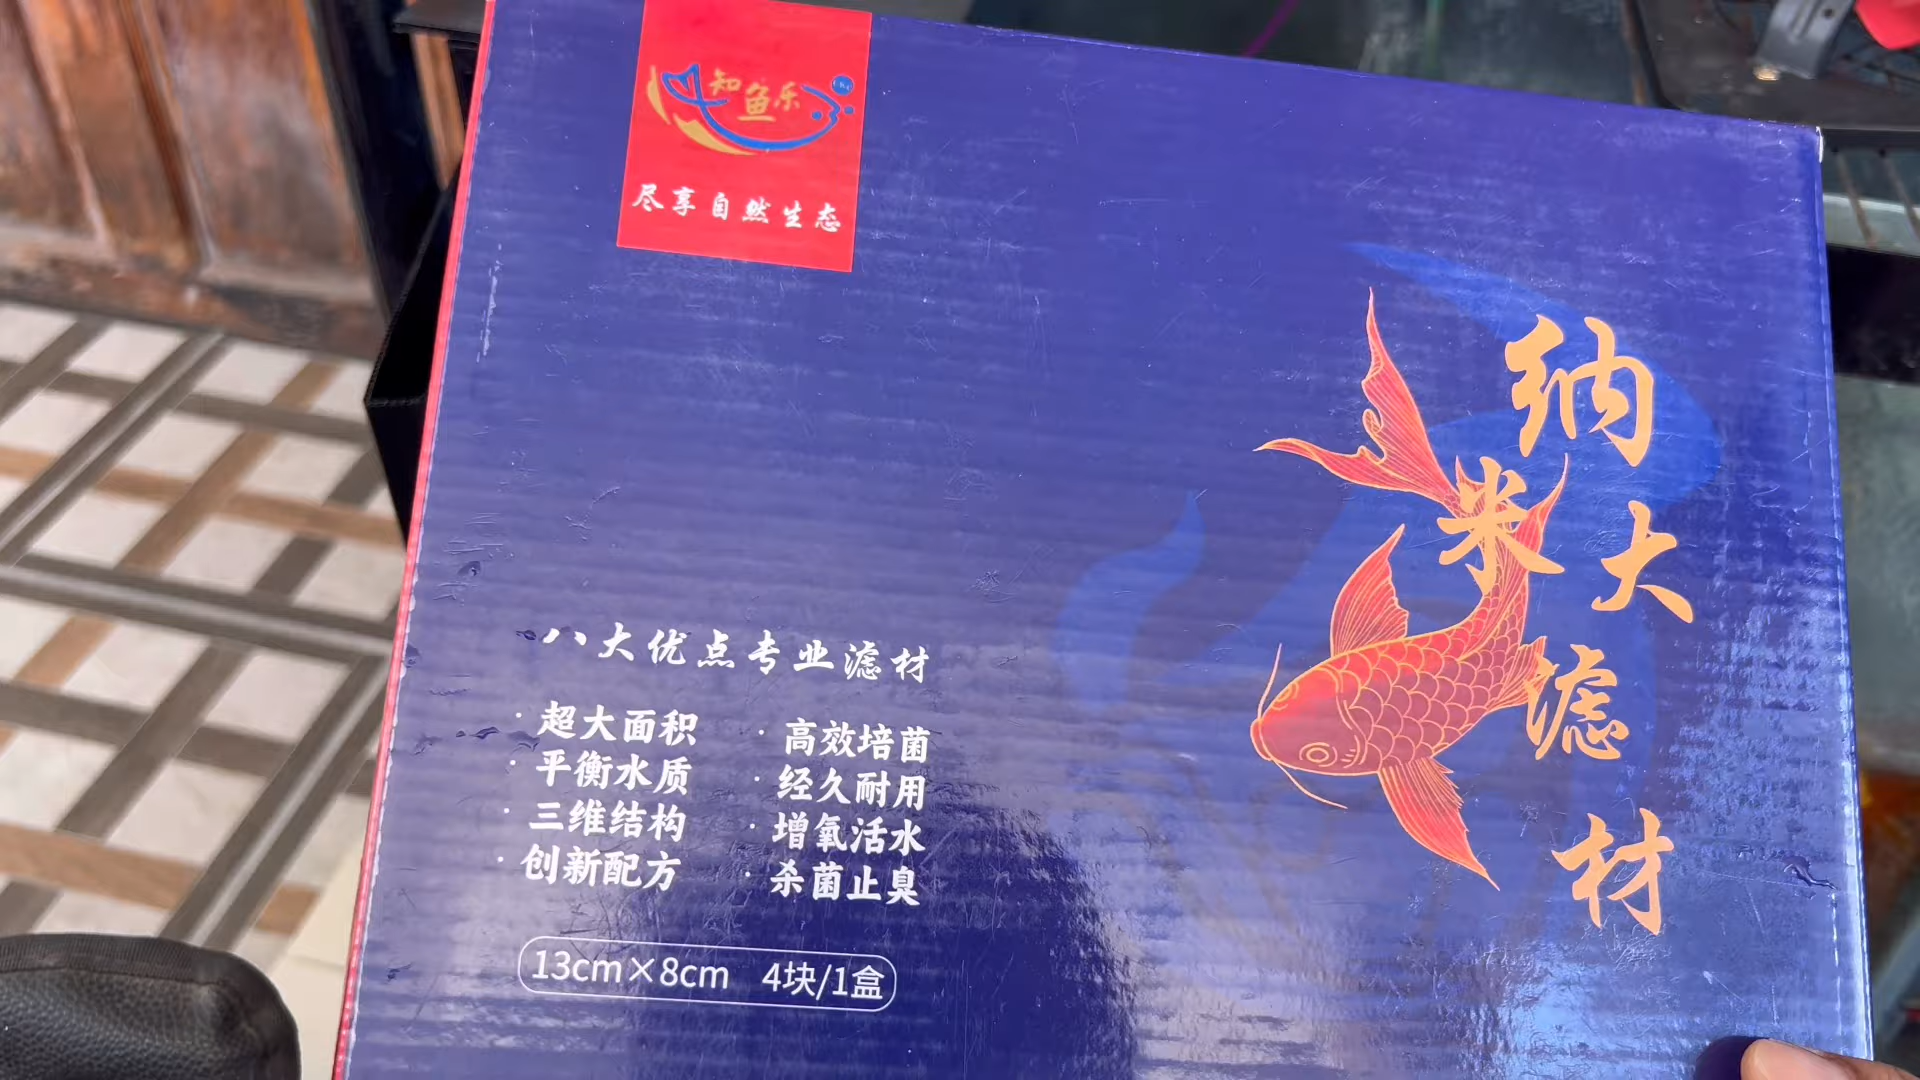 知鱼乐
尽享自然生态
纳米大滤材
八大优点专业滤材
· 超大面积 · 高效培菌
· 平衡水质 · 经久耐用
· 三维结构 · 增氧活水
· 创新配方 · 杀菌止臭
13cm×8cm 4块/1盒